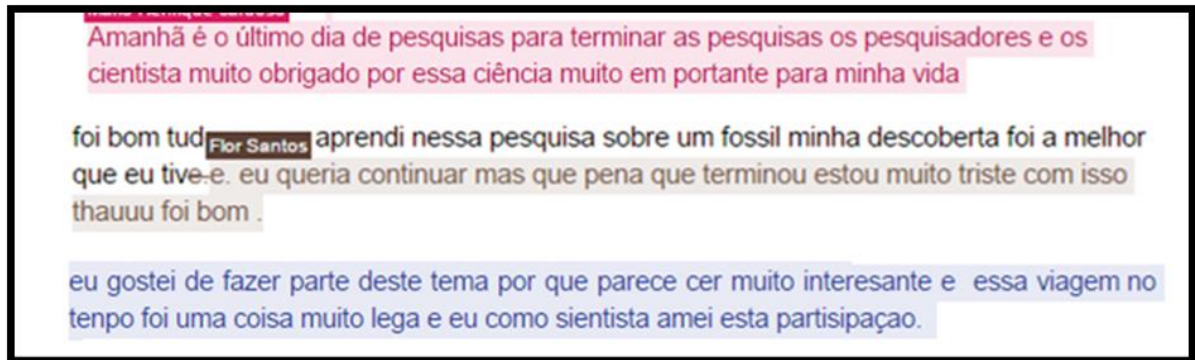 Amanhã é o último dia de pesquisas para terminar as pesquisas os pesquisadores e os
cientista muito obrigado por essa ciência muito em portante para minha vida
foi bom tud Flor Santos aprendi nessa pesquisa sobre um fossil minha descoberta foi a melhor
que eu tive.e. eu queria continuar mas que pena que terminou estou muito triste com isso
thauuu foi bom .
eu gostei de fazer parte deste tema por que parece cer muito interesante e essa viagem no
tenpo foi uma coisa muito lega e eu como sientista amei esta partisipaçao.